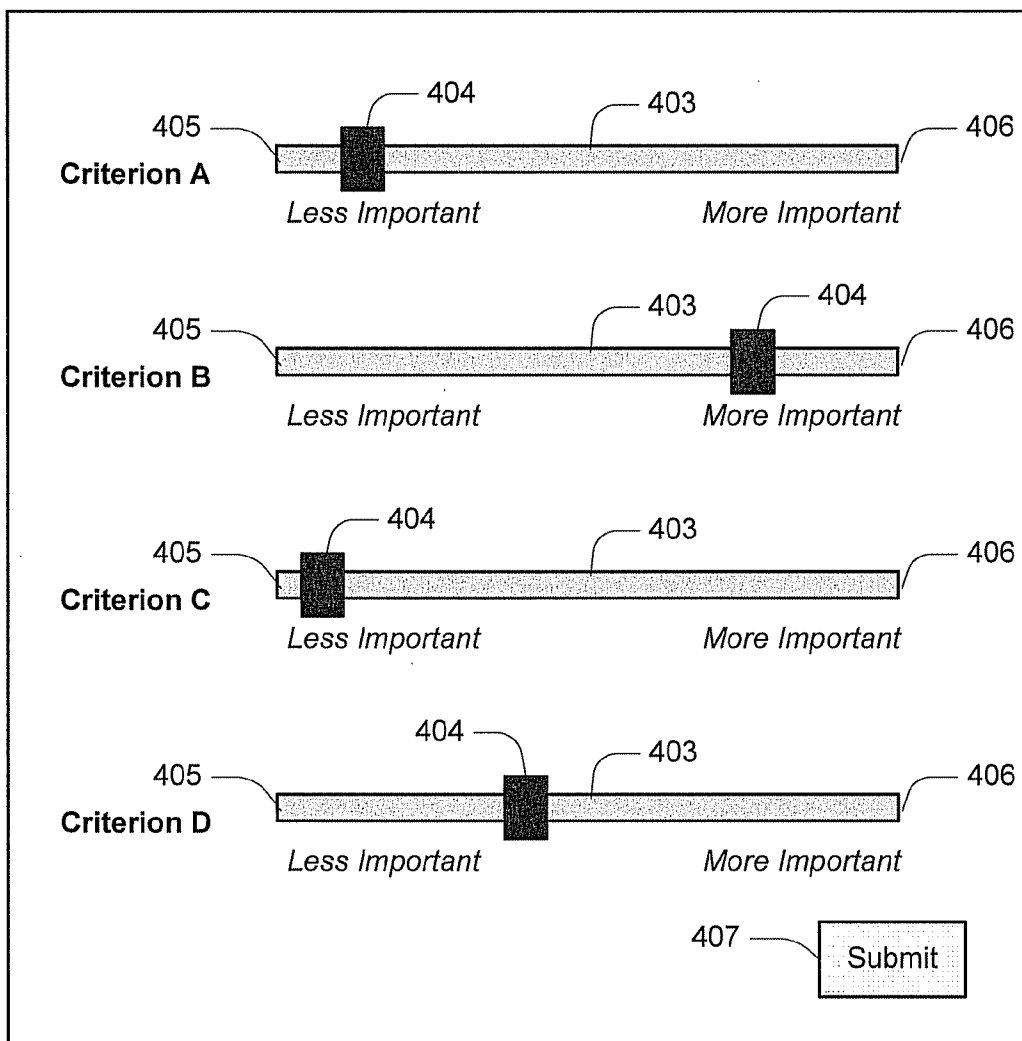 404 403
405 406
Criterion A
Less Important More Important
403 404
405 406
Criterion B
Less Important More Important
404 403
405 406
Criterion C
Less Important More Important
404 403
405 406
Criterion D
Less Important More Important
407 Submit